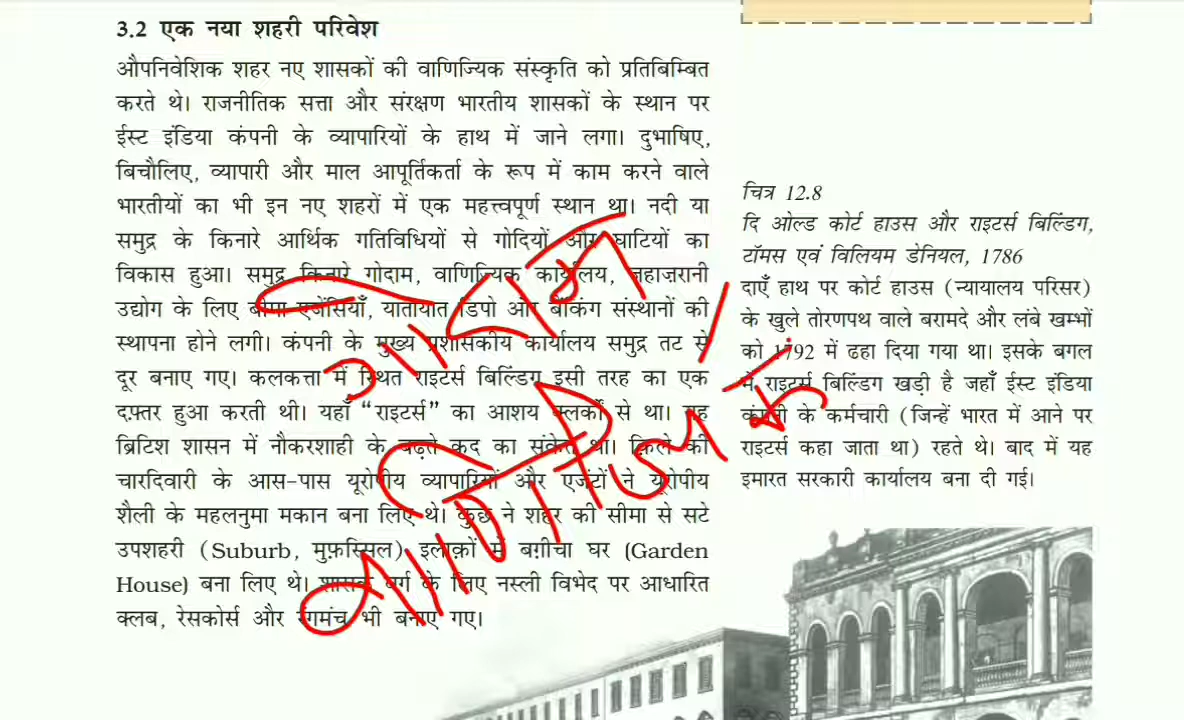 3.2 एक नया शहरी परिवेश
औपनिवेशिक शहर नए शासकों की वाणिज्यिक संस्कृति को प्रतिबिम्बित
करते थे। राजनीतिक सत्ता और संरक्षण भारतीय शासकों के स्थान पर
ईस्ट इंडिया कंपनी के व्यापारियों के हाथ में जाने लगा। दुभाषिए,
बिचौलिए, व्यापारी और माल आपूर्तिकर्ता के रूप में काम करने वाले
भारतीयों का भी इन नए शहरों में एक महत्त्वपूर्ण स्थान था। नदी या
समुद्र के किनारे आर्थिक गतिविधियों से गोदियों और घाटियों का
विकास हुआ। समुद्र किनारे गोदाम, वाणिज्यिक कार्यालय, जहाज़रानी
उद्योग के लिए बीमा एजेंसियाँ, यातायात डिपो और बैंकिंग संस्थानों की
स्थापना होने लगी। कंपनी के मुख्य प्रशासकीय कार्यालय समुद्र तट से
दूर बनाए गए। कलकत्ता में स्थित राइटर्स बिल्डिंग इसी तरह का एक
दफ़्तर हुआ करती थी। यहाँ “राइटर्स” का आशय क्लर्कों से था। यह
ब्रिटिश शासन में नौकरशाही के बढ़ते कद का संकेत था। क़िले की
चारदिवारी के आस-पास यूरोपीय व्यापारियों और एजेंटों ने यूरोपीय
शैली के महलनुमा मकान बना लिए थे। कुछ ने शहर की सीमा से सटे
उपशहरी (Suburb, मुफ़स्सिल) इलाक़ों में बग़ीचा घर (Garden
House) बना लिए थे। शासक वर्ग के लिए नस्ली विभेद पर आधारित
क्लब, रेसकोर्स और रंगमंच भी बनाए गए।
चित्र 12.8
दि ओल्ड कोर्ट हाउस और राइटर्स बिल्डिंग,
टॉमस एवं विलियम डेनियल, 1786
दाएँ हाथ पर कोर्ट हाउस (न्यायालय परिसर)
के खुले तोरणपथ वाले बरामदे और लंबे खम्भों
को 1792 में ढहा दिया गया था। इसके बगल
में राइटर्स बिल्डिंग खड़ी है जहाँ ईस्ट इंडिया
कंपनी के कर्मचारी (जिन्हें भारत में आने पर
राइटर्स कहा जाता था) रहते थे। बाद में यह
इमारत सरकारी कार्यालय बना दी गई।